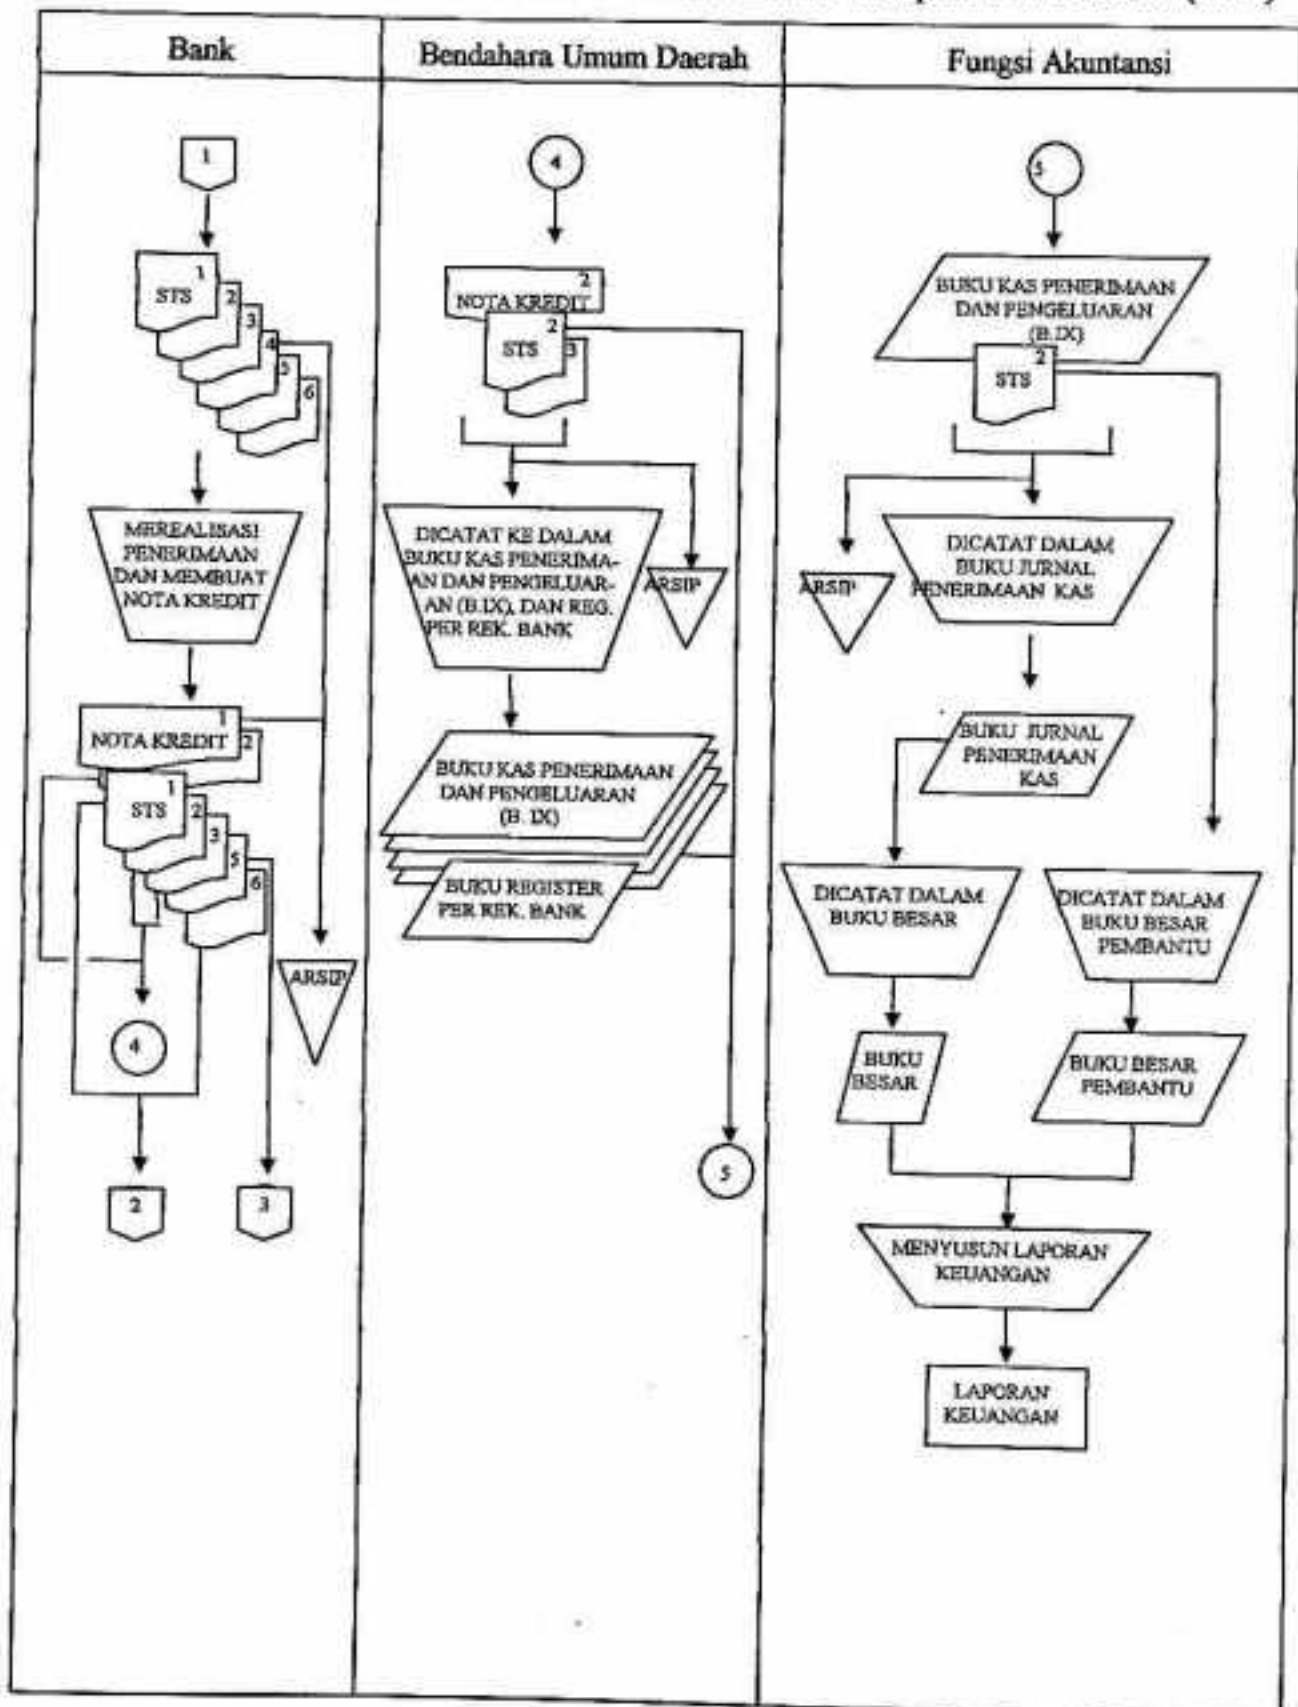 Bank
Bendahara Umum Daerah
Fungsi Akuntansi
1
STS
1
2
3
4
5
6
MEREALISASI
PENERIMAAN
DAN MEMBUAT
NOTA KREDIT
1
NOTA KREDIT
2
1
STS
2
3
5
6
ARSIP
4
2
3
4
2
NOTA KREDIT
2
STS
3
DICATAT KE DALAM
BUKU KAS PENERIMA-
AN DAN PENGELUAR-
AN (B.IX), DAN REG.
PER REK. BANK
ARSIP
BUKU KAS PENERIMAAN
DAN PENGELUARAN
(B. IX)
BUKU REGISTER
PER REK. BANK
5
5
BUKU KAS PENERIMAAN
DAN PENGELUARAN
(B.IX)
2
STS
ARSIP
DICATAT DALAM
BUKU JURNAL
PENERIMAAN KAS
BUKU JURNAL
PENERIMAAN
KAS
DICATAT DALAM
BUKU BESAR
DICATAT DALAM
BUKU BESAR
PEMBANTU
BUKU
BESAR
BUKU BESAR
PEMBANTU
MENYUSUN LAPORAN
KEUANGAN
LAPORAN
KEUANGAN